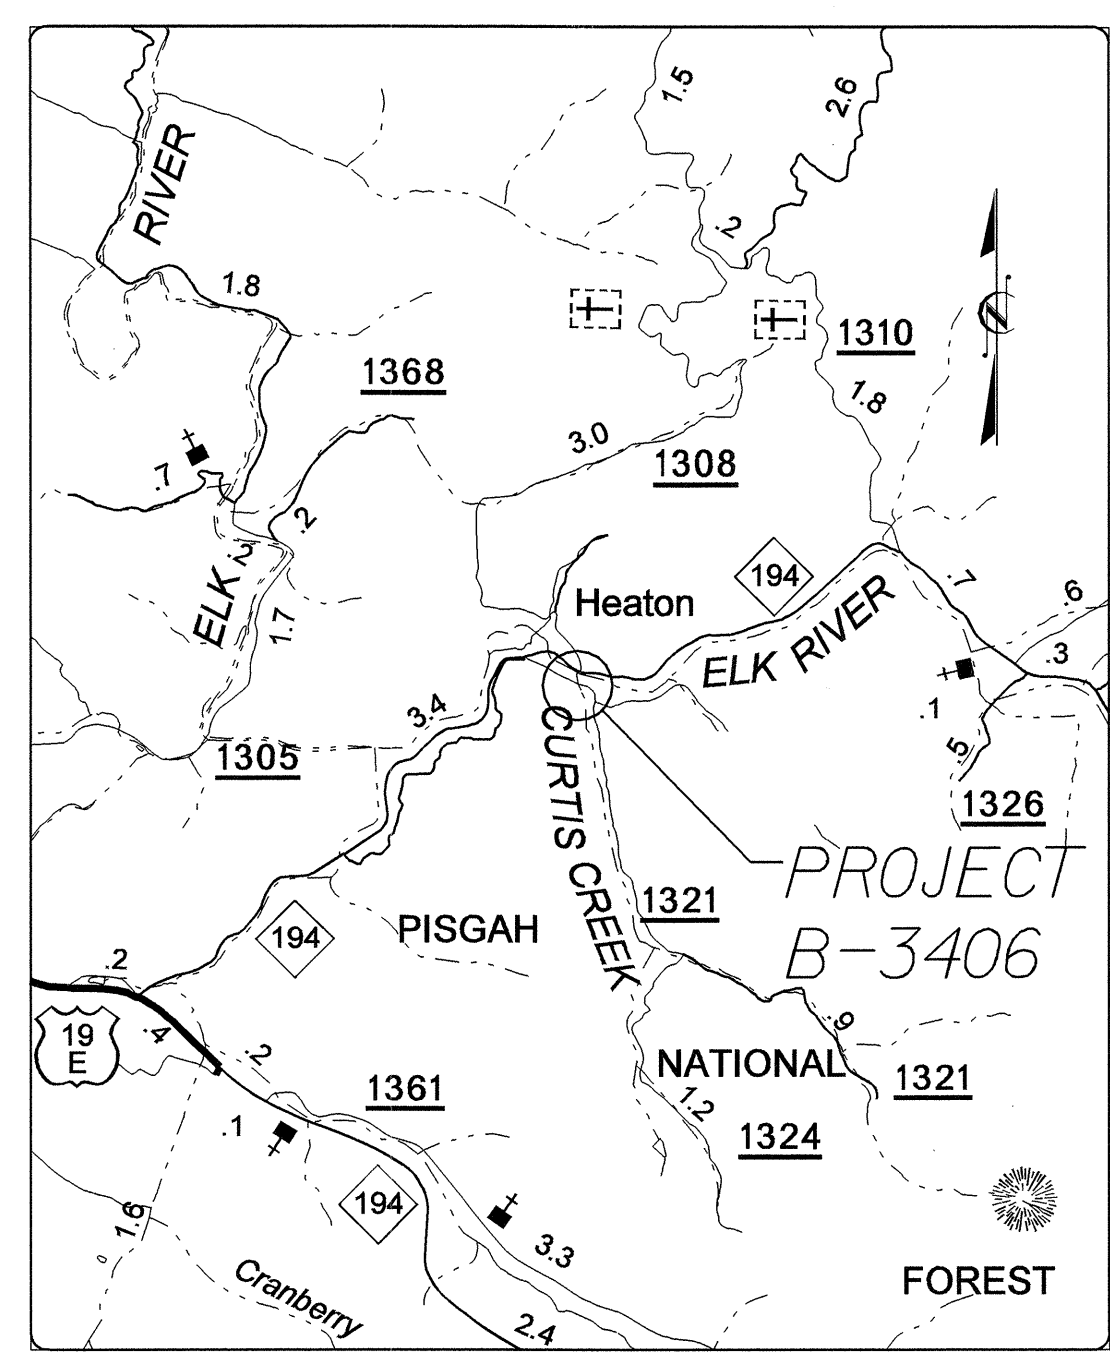 1.5
2.6
RIVER
.2
1.8
1310
1368
1.8
3.0
1308
.7
.2
.2
ELK
194
Heaton
.7
.6
1.7
ELK RIVER
.3
3.4
.1
CURTIS CREEK
1305
.5
1326
PROJECT
B-3406
1321
PISGAH
194
.2
.4
19
E
.2
.9
NATIONAL
1321
1361
1.2
.1
1324
194
1.6
3.3
Cranberry
FOREST
2.4
N